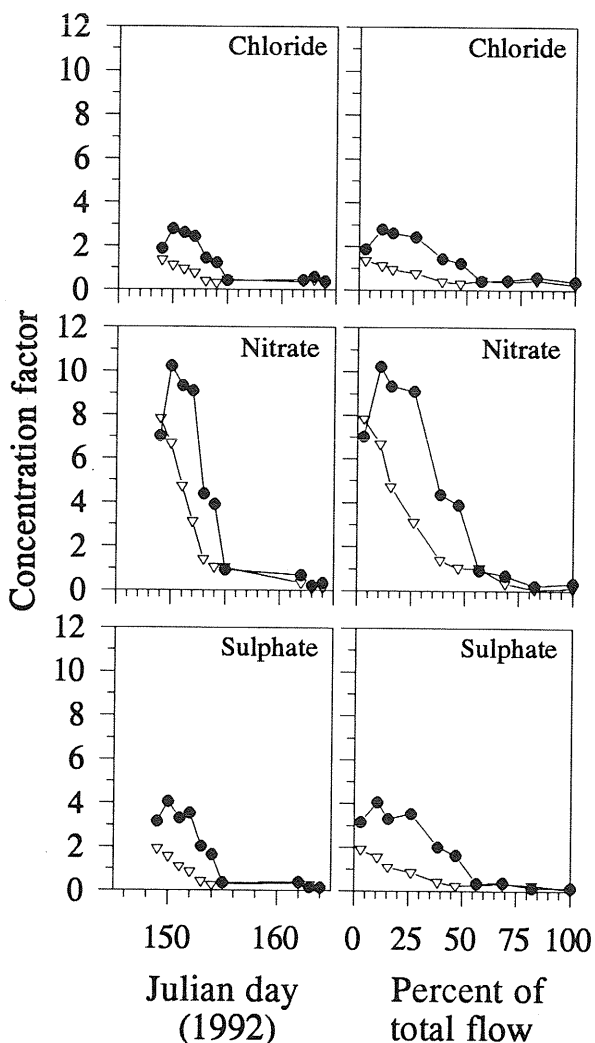 Concentration factor
12
10
8
6
4
2
0
Chloride
Chloride
12
10
8
6
4
2
0
Nitrate
Nitrate
12
10
8
6
4
2
0
Sulphate
Sulphate
150 160
0 25 50 75 100
Julian day
(1992)
Percent of
total flow